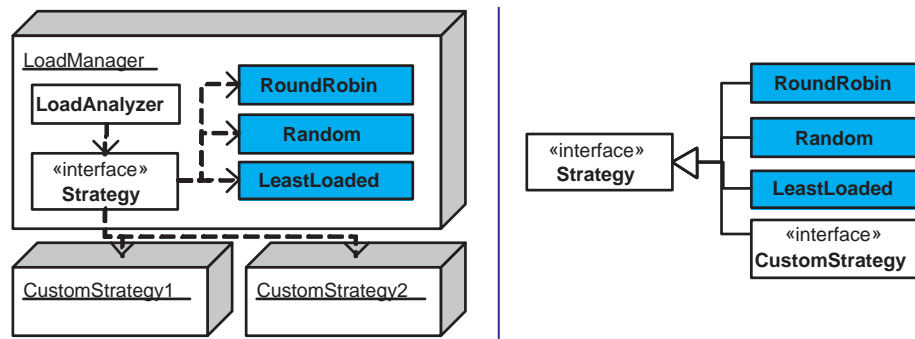 LoadManager
LoadAnalyzer
«interface»
Strategy
RoundRobin
Random
LeastLoaded
CustomStrategy1
CustomStrategy2
«interface»
Strategy
RoundRobin
Random
LeastLoaded
«interface»
CustomStrategy